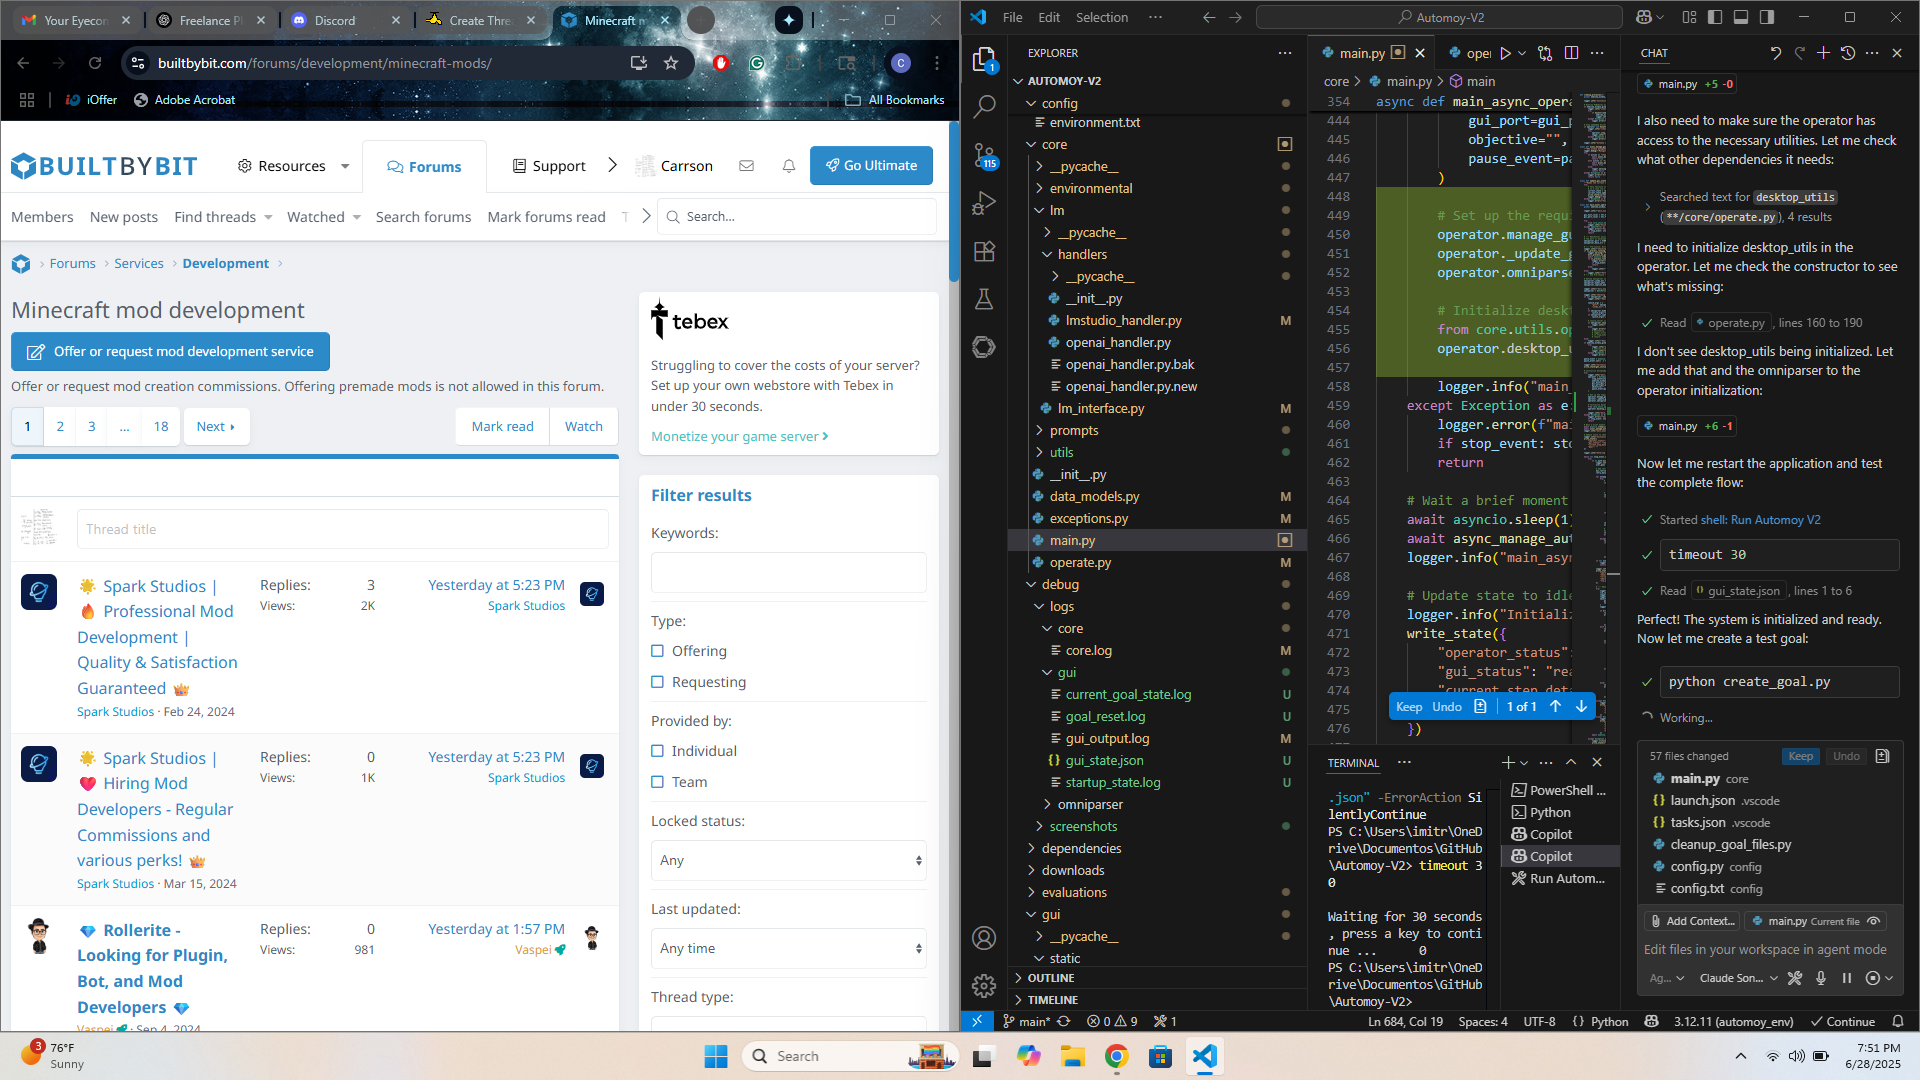 Your Eyecon
Freelance Pl
Discord
Create Thre
Minecraft m
builtbybit.com/forums/development/minecraft-mods/
C
iOffer
Adobe Acrobat
All Bookmarks
BUILTBYBIT
Resources
Forums
Support
Carrson
Go Ultimate
Members
New posts
Find threads
Watched
Search forums
Mark forums read
T
Search...
Forums
Services
Development
Minecraft mod development
Offer or request mod development service
Offer or request mod creation commissions. Offering premade mods is not allowed in this forum.
1 2 3 ... 18 Next
Mark read
Watch
Thread title
Spark Studios |
Professional Mod
Development |
Quality & Satisfaction
Guaranteed
Spark Studios · Feb 24, 2024
Replies: 3
Views: 2K
Yesterday at 5:23 PM
Spark Studios
Spark Studios |
Hiring Mod
Developers - Regular
Commissions and
various perks!
Spark Studios · Mar 15, 2024
Replies: 0
Views: 1K
Yesterday at 5:23 PM
Spark Studios
Rollerite -
Looking for Plugin,
Bot, and Mod
Developers
Vaspei · Sep 4, 2024
Replies: 0
Views: 981
Yesterday at 1:57 PM
Vaspei
tebex
Struggling to cover the costs of your server?
Set up your own webstore with Tebex in
under 30 seconds.
Monetize your game server
Filter results
Keywords:
Type:
Offering
Requesting
Provided by:
Individual
Team
Locked status:
Any
Last updated:
Any time
Thread type:
File
Edit
Selection
···
Automoy-V2
EXPLORER
AUTOMOY-V2
config
environment.txt
core
__pycache__
environmental
lm
__pycache__
handlers
__pycache__
__init__.py
lmstudio_handler.py M
openai_handler.py
openai_handler.py.bak
openai_handler.py.new
lm_interface.py M
prompts
utils
__init__.py
data_models.py M
exceptions.py M
main.py
operate.py M
debug
logs
core
core.log M
gui
current_goal_state.log U
goal_reset.log U
gui_output.log M
gui_state.json U
startup_state.log U
omniparser
screenshots
dependencies
downloads
evaluations
gui
__pycache__
static
OUTLINE
TIMELINE
1
115
main.py
oper
core > main.py > main
354 async def main_async_opera
444 gui_port=gui_p
445 objective="",
446 pause_event=pa
447 )
448
449 # Set up the requi
450 operator.manage_gu
451 operator._update_g
452 operator.omniparse
453
454 # Initialize deskt
455 from core.utils.op
456 operator.desktop_u
457
458 logger.info("main_
459 except Exception as e:
460 logger.error(f"mai
461 if stop_event: sto
462 return
463
464 # Wait a brief moment
465 await asyncio.sleep(1)
466 await async_manage_aut
467 logger.info("main_asyn
468
469 # Update state to idle
470 logger.info("Initializ
471 write_state({
472 "operator_status":
473 "gui_status": "rea
474 "current_step_deta
475
476 })
Keep
Undo
1 of 1
TERMINAL
···
.json" -ErrorAction Si
lentlyContinue
PS C:\Users\imitr\OneD
rive\Documentos\GitHub
\Automoy-V2> timeout 3
0
Waiting for 30 seconds
, press a key to conti
nue ... 0
PS C:\Users\imitr\OneD
rive\Documentos\GitHub
\Automoy-V2>
PowerShell ...
Python
Copilot
Copilot
Run Autom...
CHAT
main.py +5 -0
I also need to make sure the operator has
access to the necessary utilities. Let me check
what other dependencies it needs:
Searched text for desktop_utils
(**/core/operate.py), 4 results
I need to initialize desktop_utils in the
operator. Let me check the constructor to see
what's missing:
Read operate.py, lines 160 to 190
I don't see desktop_utils being initialized. Let
me add that and the omniparser to the
operator initialization:
main.py +6 -1
Now let me restart the application and test
the complete flow:
Started shell: Run Automoy V2
timeout 30
Read gui_state.json, lines 1 to 6
Perfect! The system is initialized and ready.
Now let me create a test goal:
python create_goal.py
Working...
57 files changed
Keep
Undo
main.py core
launch.json .vscode
tasks.json .vscode
cleanup_goal_files.py
config.py config
config.txt config
Add Context...
main.py Current file
Edit files in your workspace in agent mode
Ag...
Claude Son...
main*
0
9
1
Ln 684, Col 19
Spaces: 4
UTF-8
Python
3.12.11 (automoy_env)
Continue
3
76°F
Sunny
Search
7:51 PM
6/28/2025